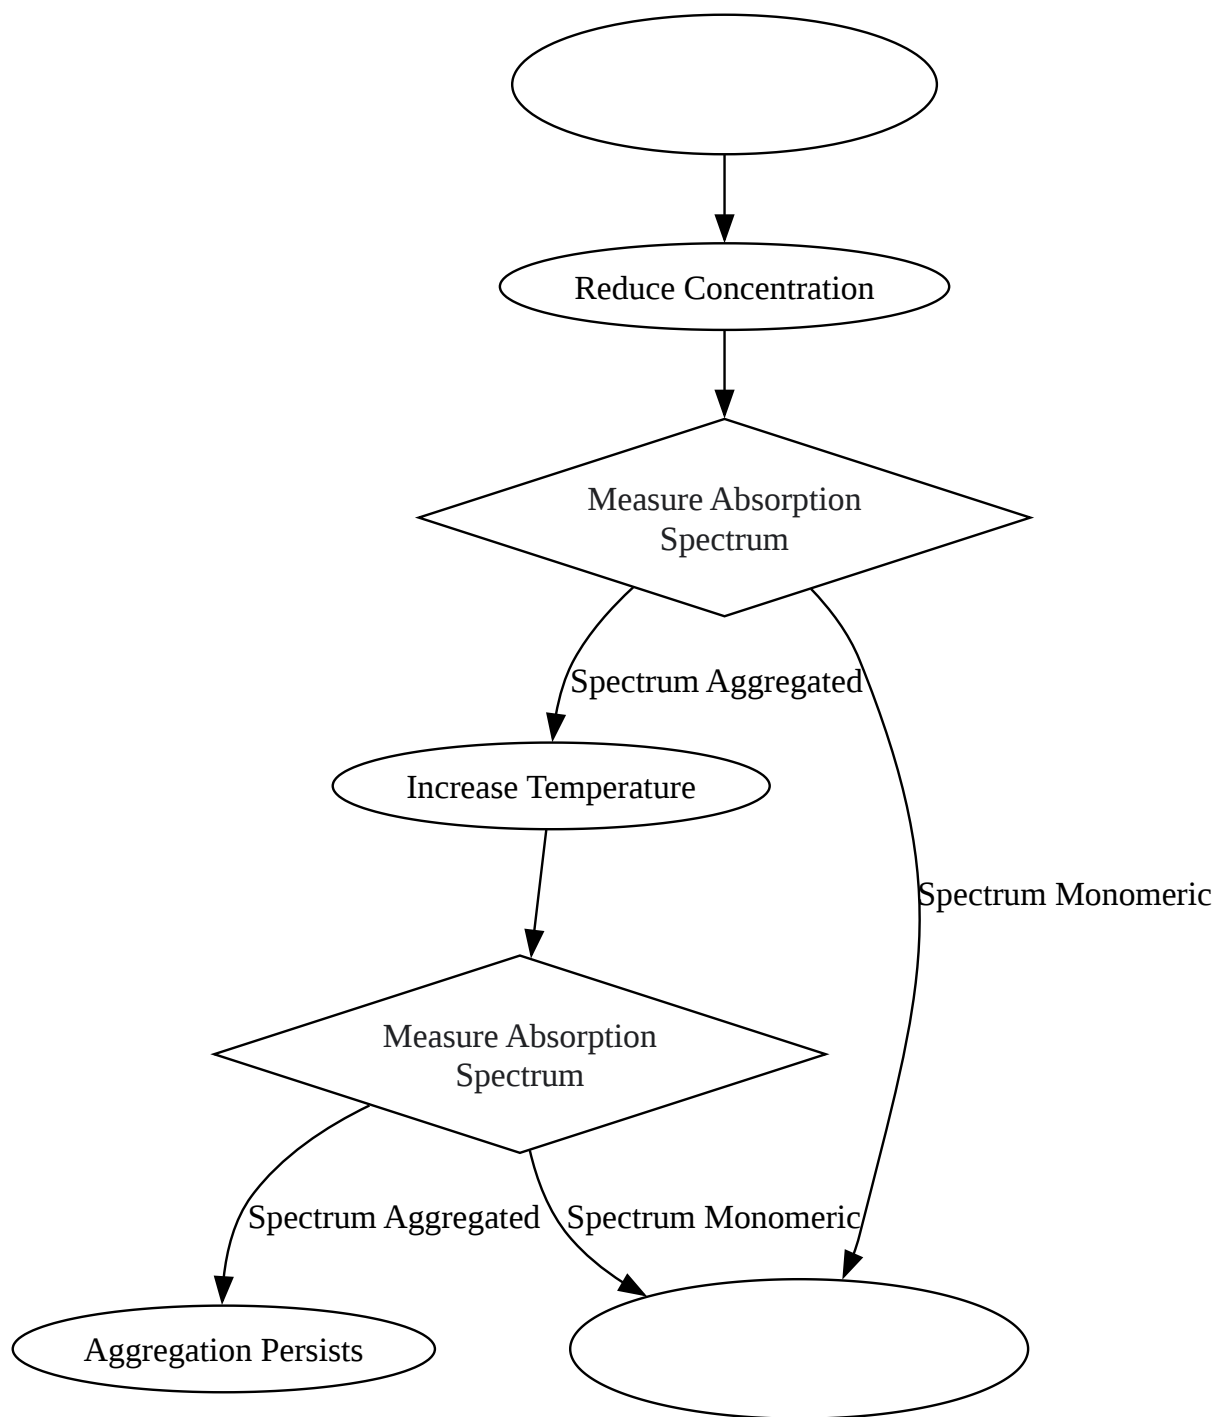 Reduce Concentration
Measure Absorption
Spectrum
Spectrum Aggregated
Increase Temperature
Spectrum Monomeric
Measure Absorption
Spectrum
Spectrum Aggregated
Spectrum Monomeric
Aggregation Persists